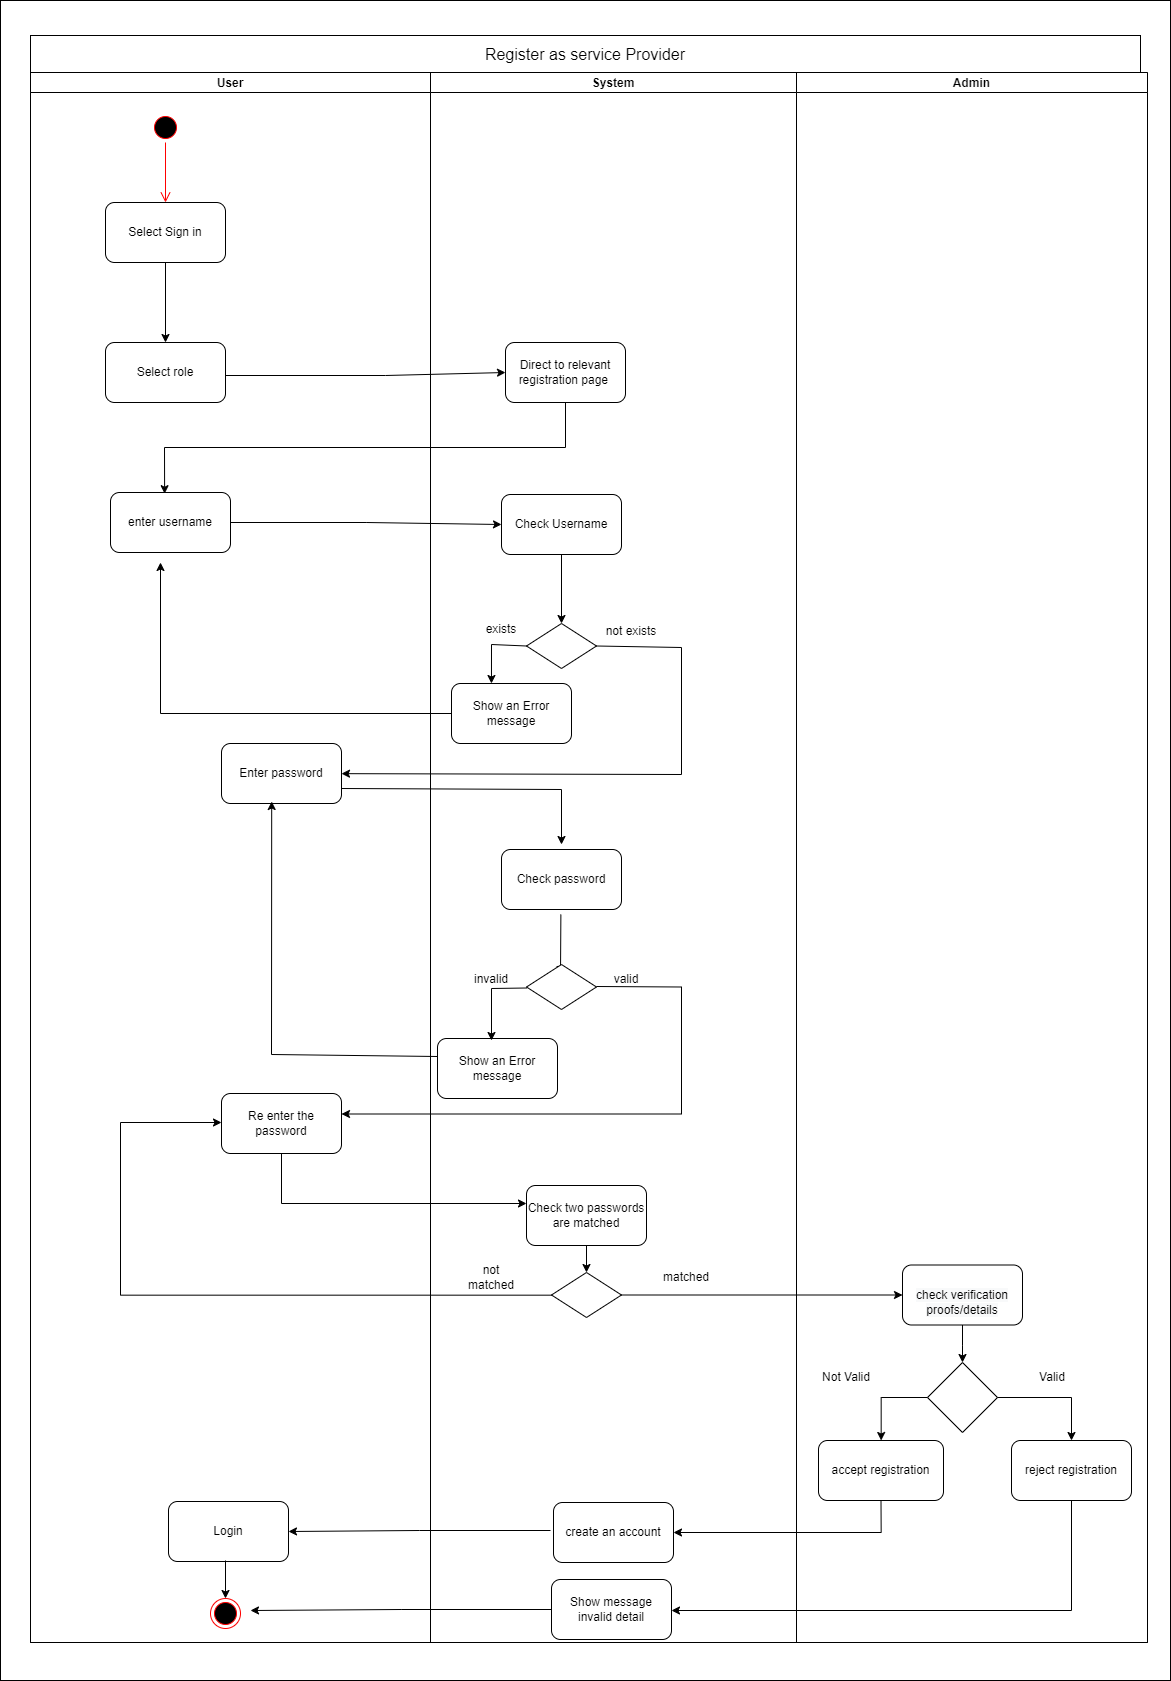 Register as service Provider
User
System
Admin
Select Sign in
Select role
Direct to relevant
registration page
enter username
Check Username
exists
not exists
Show an Error
message
Enter password
Check password
invalid
valid
Show an Error
message
Re enter the
password
Check two passwords
are matched
not
matched
matched
check verification
proofs/details
Not Valid
Valid
accept registration
reject registration
Login
create an account
Show message
invalid detail